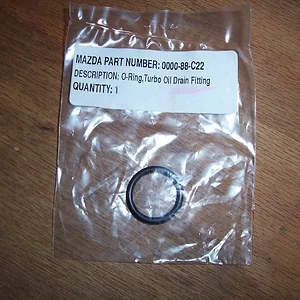 MAZDA PART NUMBER: 0000-88-C22
DESCRIPTION: O-Ring,Turbo Oil Drain Fitting
QUANTITY: 1